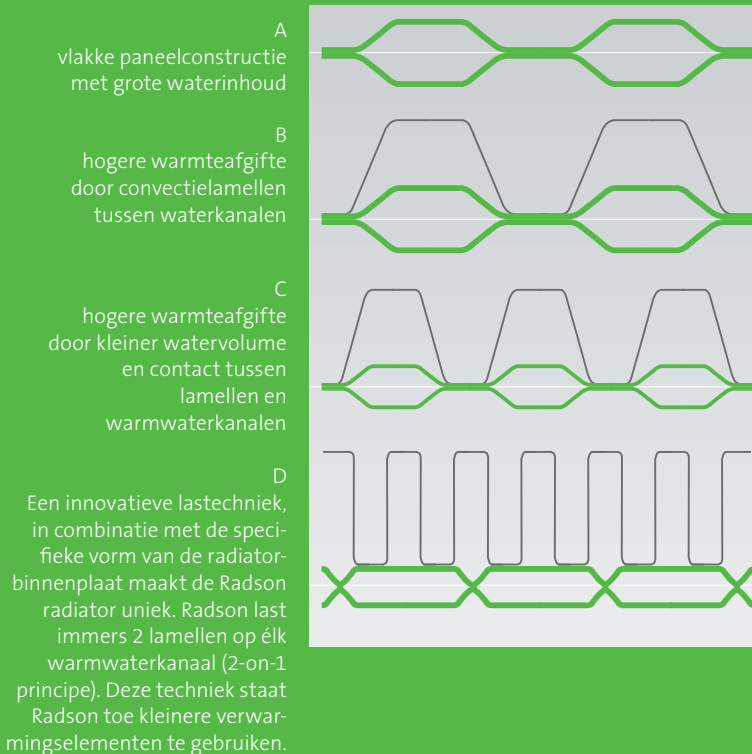 A
vlakke paneelconstructie
met grote waterinhoud
B
hogere warmteafgifte
door convectielamellen
tussen waterkanalen
C
hogere warmteafgifte
door kleiner watervolume
en contact tussen
lamellen en
warmwaterkanalen
D
Een innovatieve lastechniek,
in combinatie met de speci-
fieke vorm van de radiator-
binnenplaat maakt de Radson
radiator uniek. Radson last
immers 2 lamellen op élk
warmwaterkanaal (2-on-1
principe). Deze techniek staat
Radson toe kleinere verwar-
mingselementen te gebruiken.